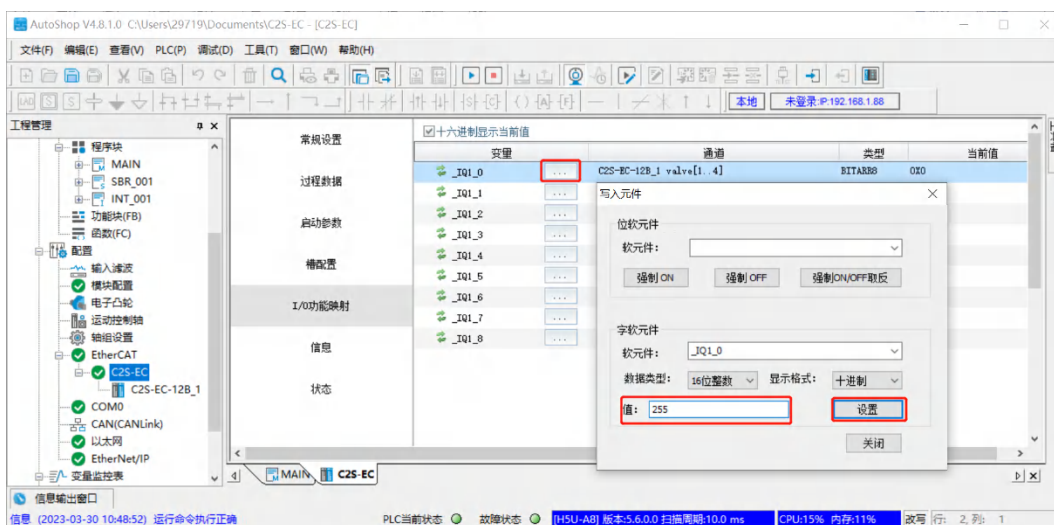 AutoShop V4.8.1.0 C:\Users\29719\Documents\C2S-EC - [C2S-EC]
文件(F) 编辑(E) 查看(V) PLC(P) 调试(D) 工具(T) 窗口(W) 帮助(H)
本地 未登录:IP:192.168.1.88
工程管理
程序块
MAIN
SBR_001
INT_001
功能块(FB)
函数(FC)
配置
输入滤波
模块配置
电子凸轮
运动控制轴
轴组设置
EtherCAT
C2S-EC
C2S-EC-12B_1
COM0
CAN(CANLink)
以太网
EtherNet/IP
变量监控表
常规设置
过程数据
启动参数
槽配置
I/O功能映射
信息
状态
十六进制显示当前值
变量 通道 类型 当前值
_IQ1_0 ... C2S-EC-12B_1 valve[1..4] BITARR8 0X0
_IQ1_1 ...
_IQ1_2 ...
_IQ1_3 ...
_IQ1_4 ...
_IQ1_5 ...
_IQ1_6 ...
_IQ1_7 ...
_IQ1_8 ...
写入元件
位软元件
软元件:
强制ON 强制OFF 强制ON/OFF取反
字软元件
软元件: _IQ1_0
数据类型: 16位整数 显示格式: 十进制
值: 255 设置
关闭
MAIN C2S-EC
信息输出窗口
信息 (2023-03-30 10:48:52) 运行命令执行正确 PLC当前状态 故障状态 [H5U-A8] 版本:5.6.0.0 扫描周期:10.0 ms CPU:15% 内存:11% 改写 行: 2, 列: 1